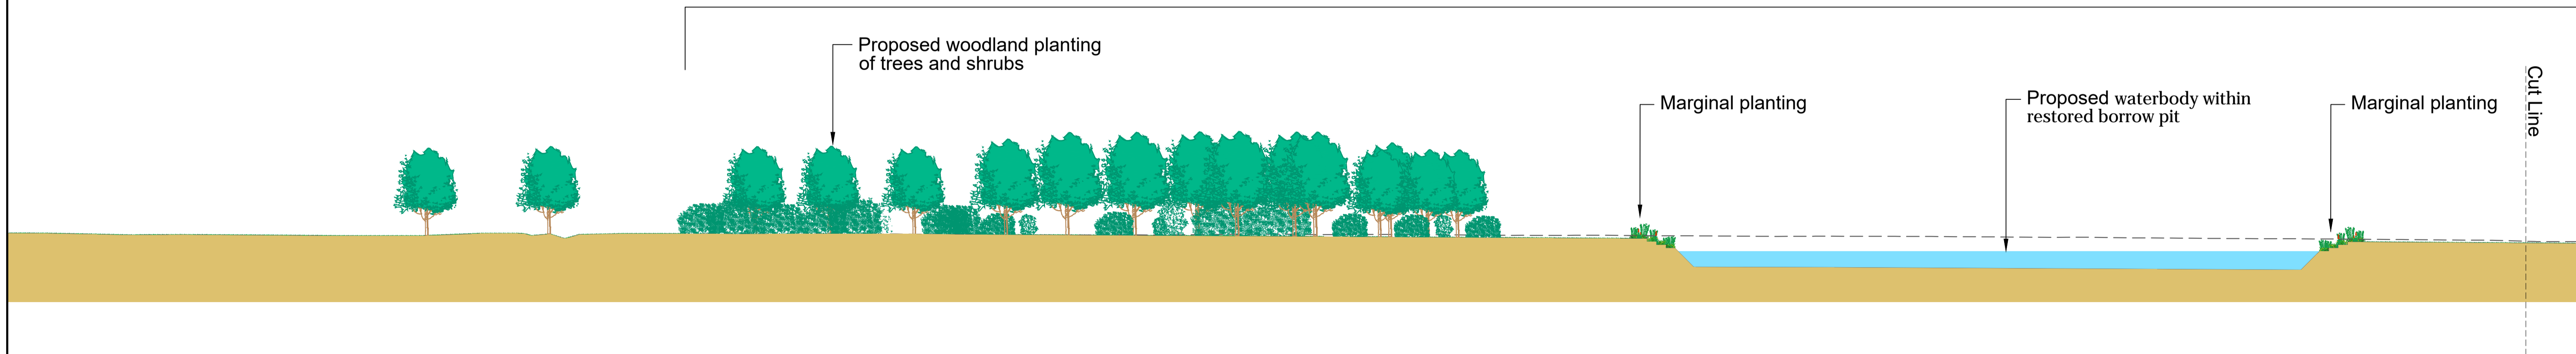 Proposed woodland planting
of trees and shrubs
Marginal planting
Proposed waterbody within
restored borrow pit
Marginal planting
Cut Line